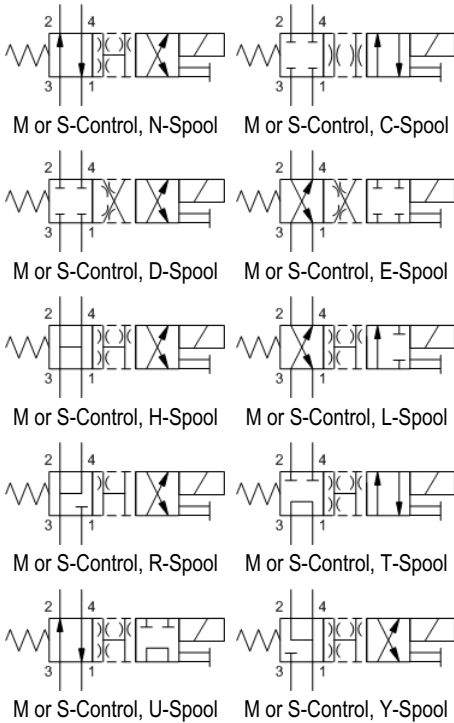 2 4 2 4
3 1 3 1
M or S-Control, N-Spool M or S-Control, C-Spool
2 4 2 4
3 1 3 1
M or S-Control, D-Spool M or S-Control, E-Spool
2 4 2 4
3 1 3 1
M or S-Control, H-Spool M or S-Control, L-Spool
2 4 2 4
3 1 3 1
M or S-Control, R-Spool M or S-Control, T-Spool
2 4 2 4
3 1 3 1
M or S-Control, U-Spool M or S-Control, Y-Spool